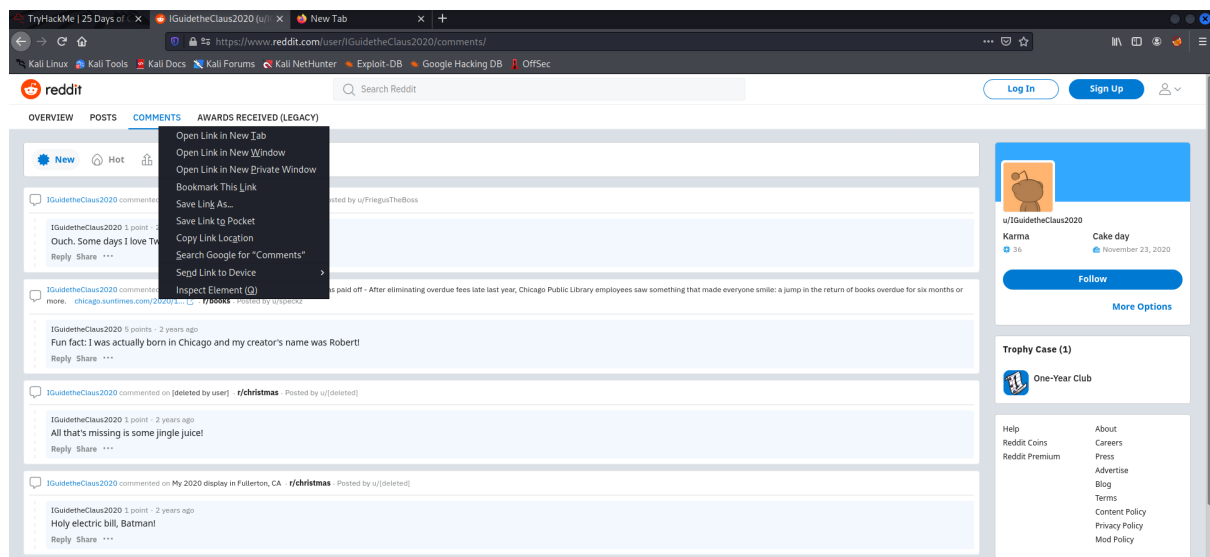 TryHackMe | 25 Days of
IGuidetheClaus2020 (u/I
New Tab
https://www.reddit.com/user/IGuidetheClaus2020/comments/
Kali Linux Kali Tools Kali Docs Kali Forums Kali NetHunter Exploit-DB Google Hacking DB OffSec
reddit
Search Reddit
Log In
Sign Up
OVERVIEW POSTS COMMENTS AWARDS RECEIVED (LEGACY)
Open Link in New Tab
Open Link in New Window
Open Link in New Private Window
Bookmark This Link
Save Link As...
Save Link to Pocket
Copy Link Location
Search Google for "Comments"
Send Link to Device
Inspect Element (Q)
New Hot
IGuidetheClaus2020 commented Posted by u/FriegusTheBoss
IGuidetheClaus2020 1 point
Ouch. Some days I love Tw
Reply Share ···
IGuidetheClaus2020 commented as paid off - After eliminating overdue fees late last year, Chicago Public Library employees saw something that made everyone smile: a jump in the return of books overdue for six months or
more. chicago.suntimes.com/2020/1... r/books · Posted by u/speckz
IGuidetheClaus2020 5 points · 2 years ago
Fun fact: I was actually born in Chicago and my creator's name was Robert!
Reply Share ···
IGuidetheClaus2020 commented on [deleted by user] · r/christmas · Posted by u/[deleted]
IGuidetheClaus2020 1 point · 2 years ago
All that's missing is some jingle juice!
Reply Share ···
IGuidetheClaus2020 commented on My 2020 display in Fullerton, CA · r/christmas · Posted by u/[deleted]
IGuidetheClaus2020 1 point · 2 years ago
Holy electric bill, Batman!
Reply Share ···
u/IGuidetheClaus2020
Karma Cake day
36 November 23, 2020
Follow
More Options
Trophy Case (1)
One-Year Club
Help About
Reddit Coins Careers
Reddit Premium Press
Advertise
Blog
Terms
Content Policy
Privacy Policy
Mod Policy